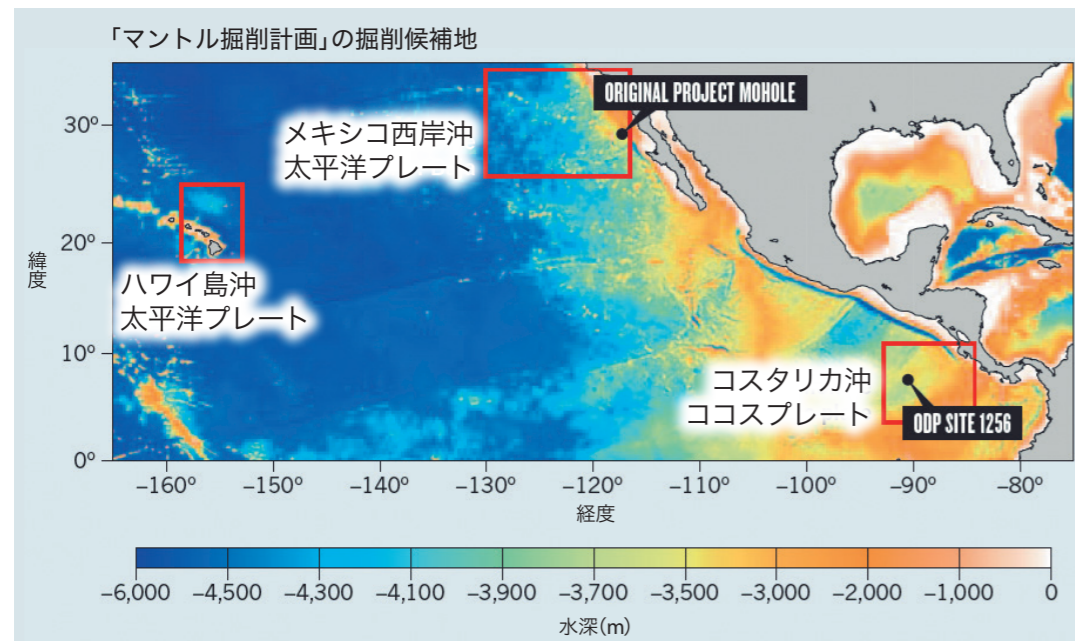 「マントル掘削計画」の掘削候補地
ORIGINAL PROJECT MOHOLE
メキシコ西岸沖
太平洋プレート
ハワイ島沖
太平洋プレート
コスタリカ沖
ココスプレート
ODP SITE 1256
緯度
30º
20º
10º
0º
−160º −150º −140º −130º −120º −110º −100º −90º −80º
経度
−6,000 −4,500 −4,300 −4,100 −3,900 −3,700 −3,500 −3,000 −2,000 −1,000 0
水深(m)